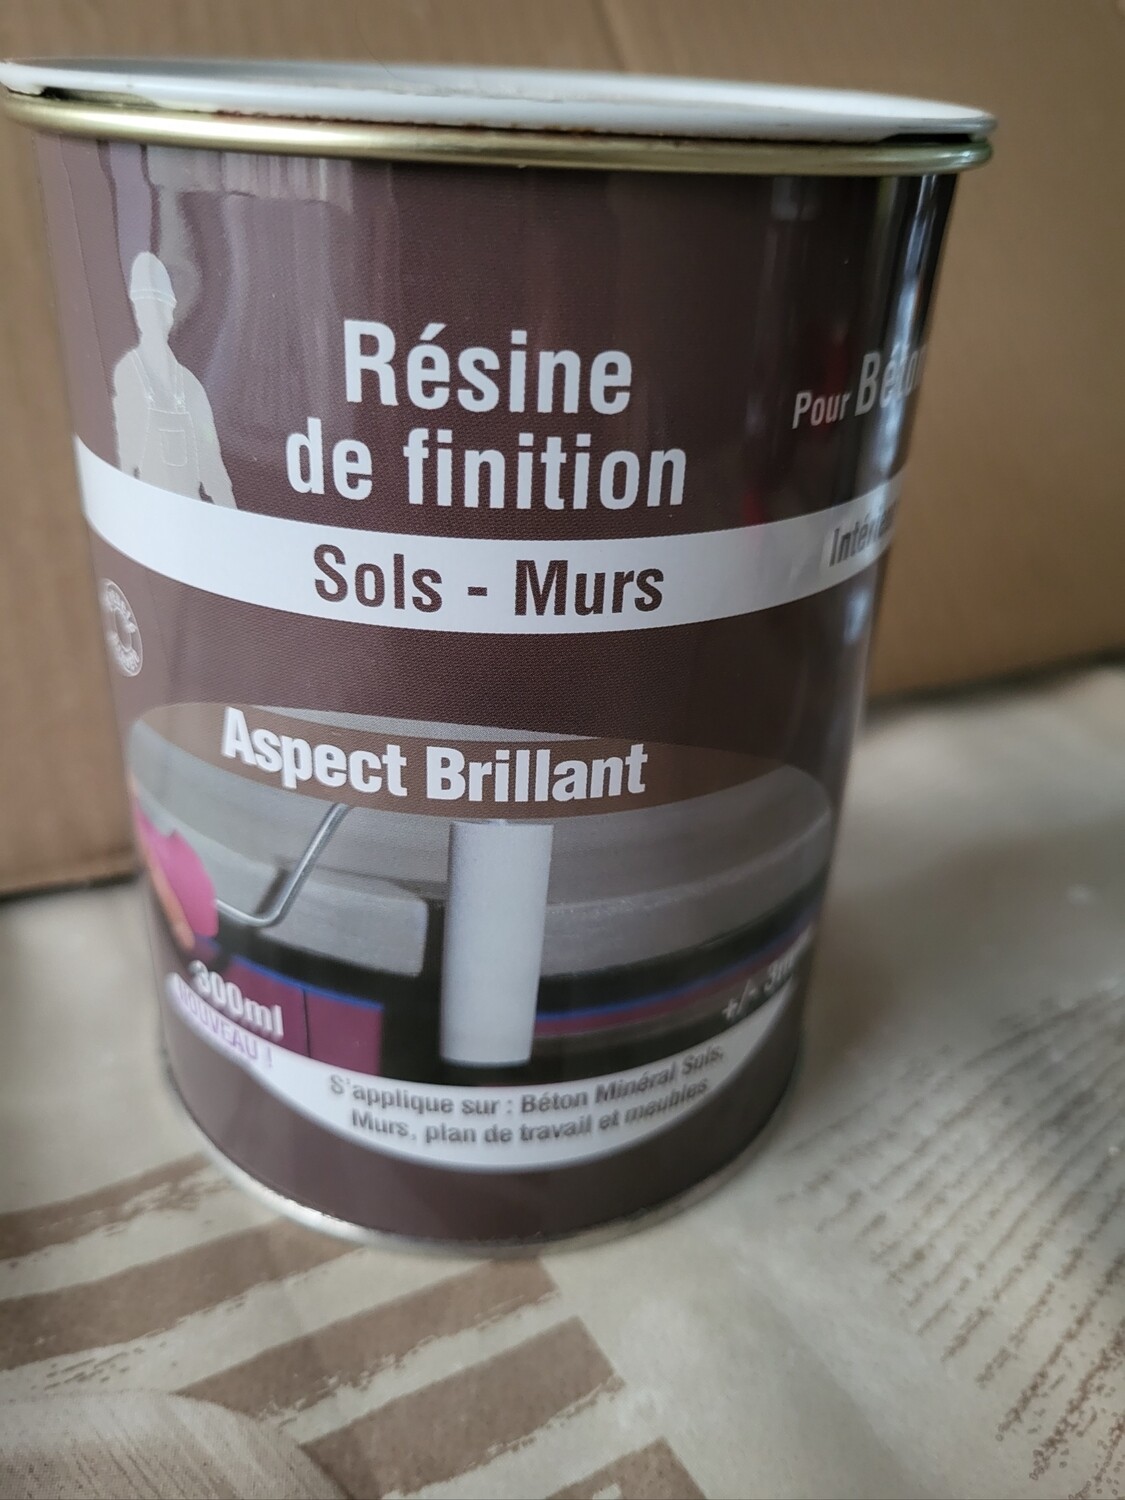 Résine
de finition
Sols - Murs
Pour Béton
Aspect Brillant
300ml
NOUVEAU !
S'applique sur : Béton Minéral Sols,
Murs, plan de travail et meubles